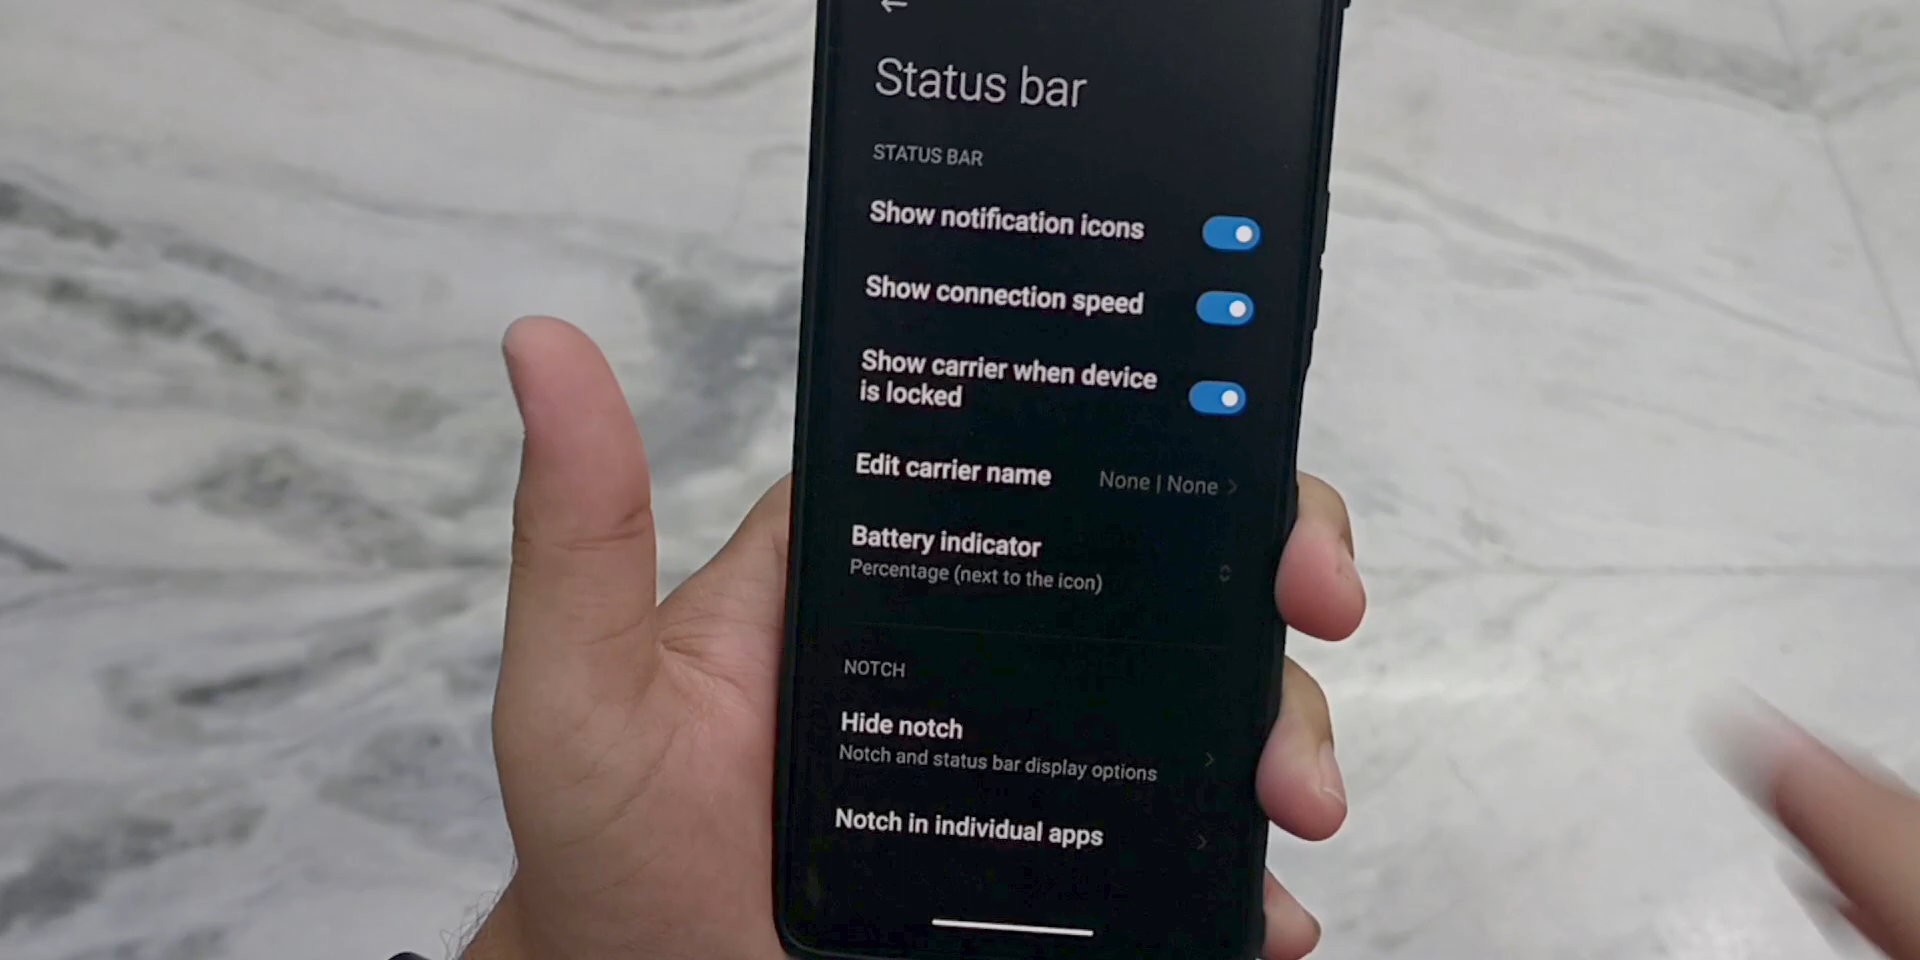 Status bar
STATUS BAR
Show notification icons
Show connection speed
Show carrier when device
is locked
Edit carrier name None | None
Battery indicator
Percentage (next to the icon)
NOTCH
Hide notch
Notch and status bar display options
Notch in individual apps